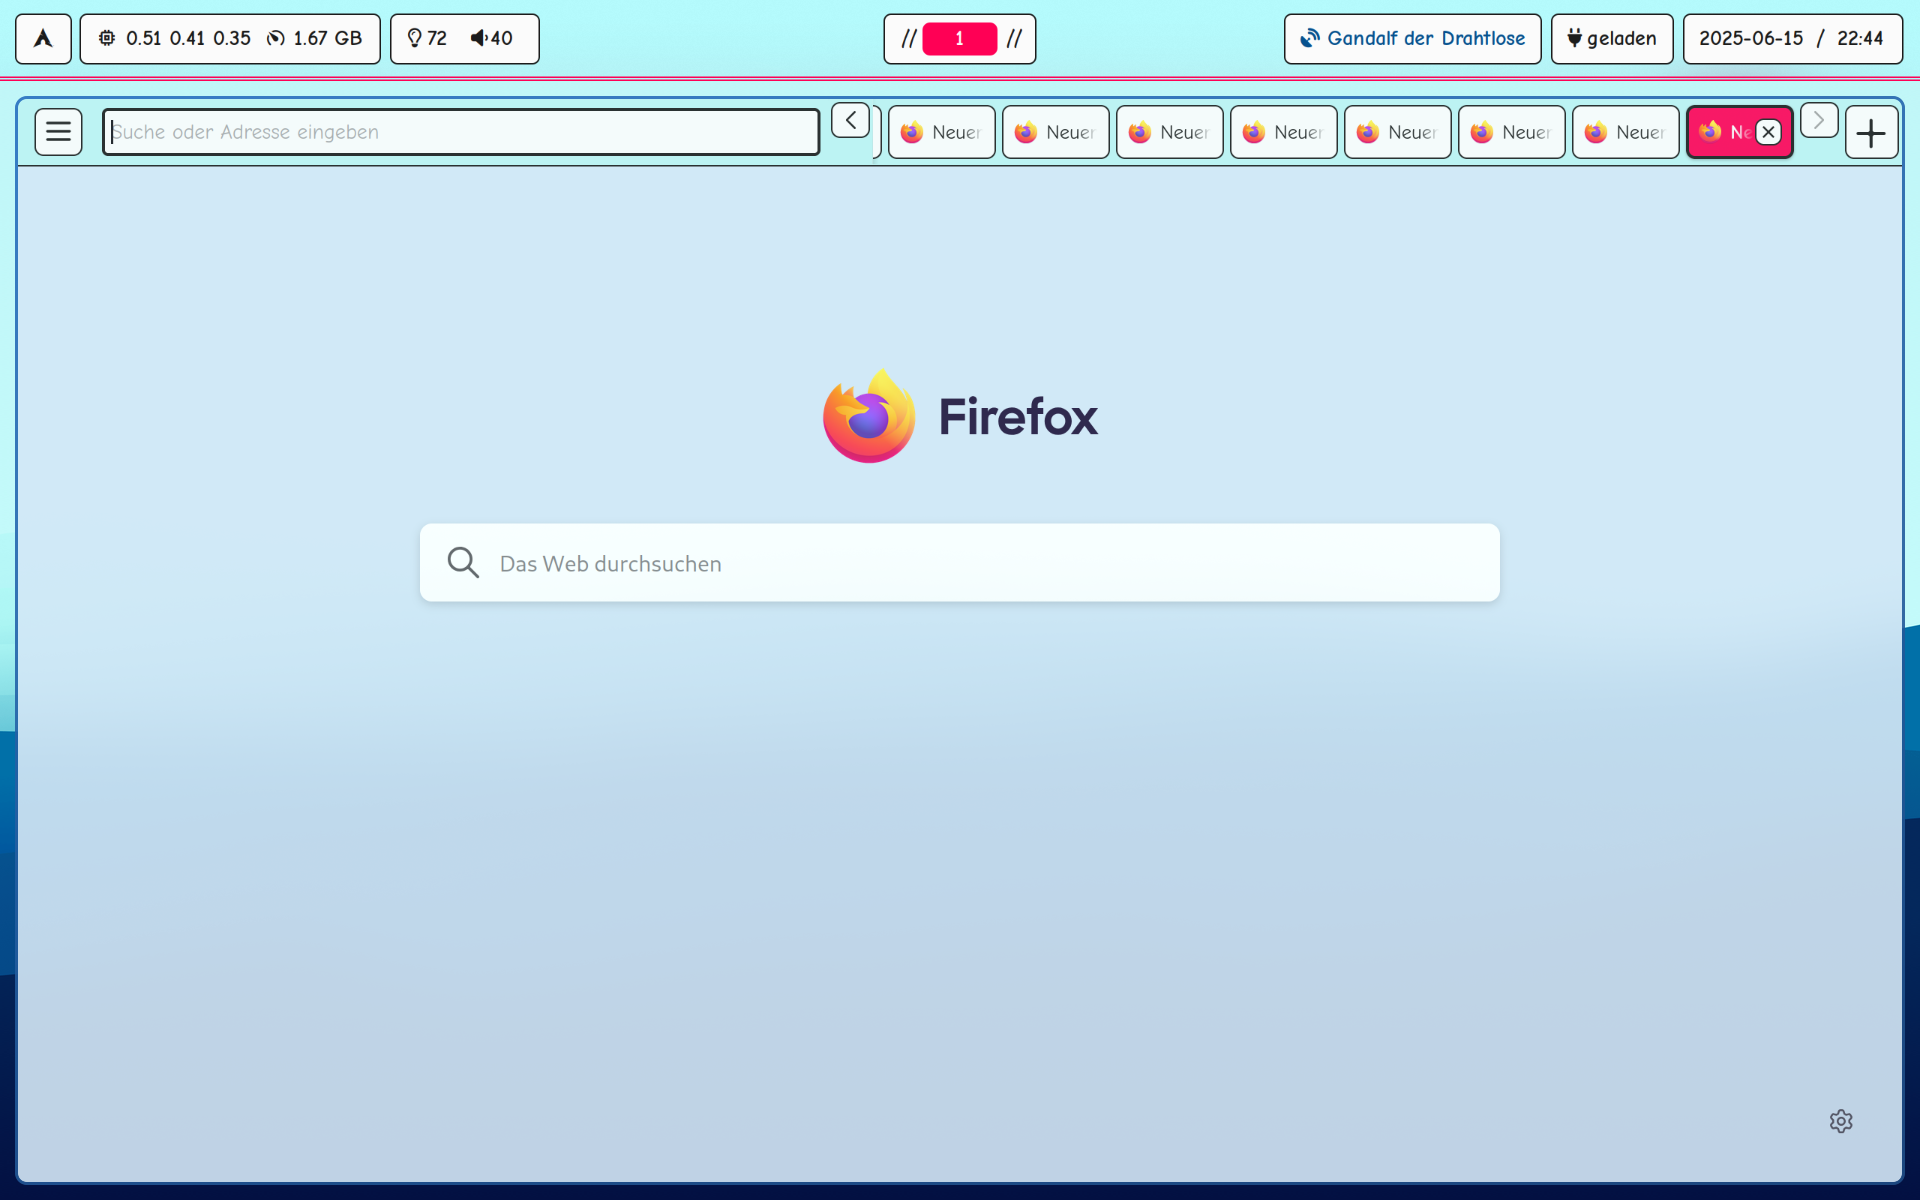 0.51 0.41 0.35 1.67 GB
72 40
// 1 //
Gandalf der Drahtlose
geladen
2025-06-15 / 22:44
Suche oder Adresse eingeben
Neuer
Neuer
Neuer
Neuer
Neuer
Neuer
Neuer
Ne
Firefox
Das Web durchsuchen